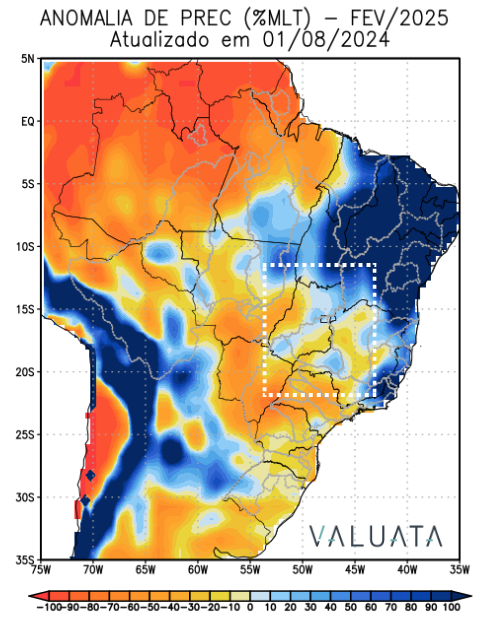 ANOMALIA DE PREC (%MLT) – FEV/2025
Atualizado em 01/08/2024
5N
EQ
5S
10S
15S
20S
25S
30S
35S
VALUATA
75W 70W 65W 60W 55W 50W 45W 40W 35W
-100 -90 -80 -70 -60 -50 -40 -30 -20 -10 0 10 20 30 40 50 60 70 80 90 100